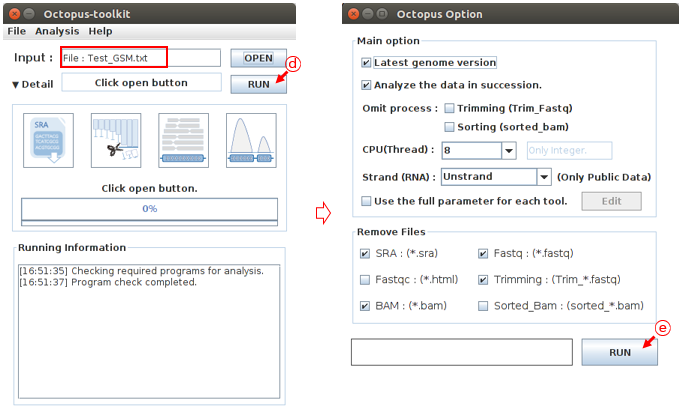 Octopus-toolkit
File Analysis Help
Input : File : Test_GSM.txt OPEN
d
▼ Detail Click open button RUN
SRA
Click open button.
0%
Running Information
[16:51:35] Checking required programs for analysis.
[16:51:37] Program check completed.
Octopus Option
Main option
Latest genome version
Analyze the data in succession.
Omit process : Trimming (Trim_Fastq)
Sorting (sorted_bam)
CPU(Thread) : 8 Only Integer.
Strand (RNA) : Unstrand (Only Public Data)
Use the full parameter for each tool. Edit
Remove Files
SRA : (*.sra) Fastq : (*.fastq)
Fastqc : (*.html) Trimming : (Trim_*.fastq)
BAM : (*.bam) Sorted_Bam : (sorted_*.bam)
e
RUN